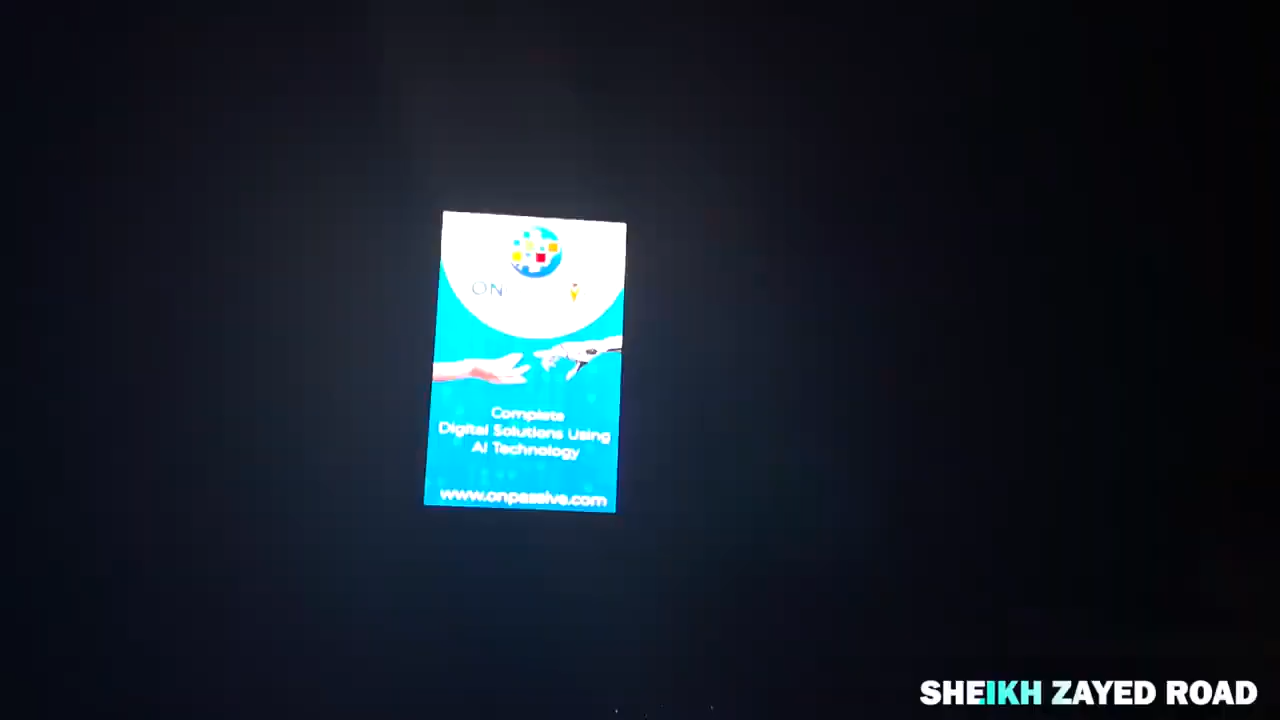 ON
Complete
Digital Solutions Using
AI Technology
www.onpassive.com
SHEIKH ZAYED ROAD